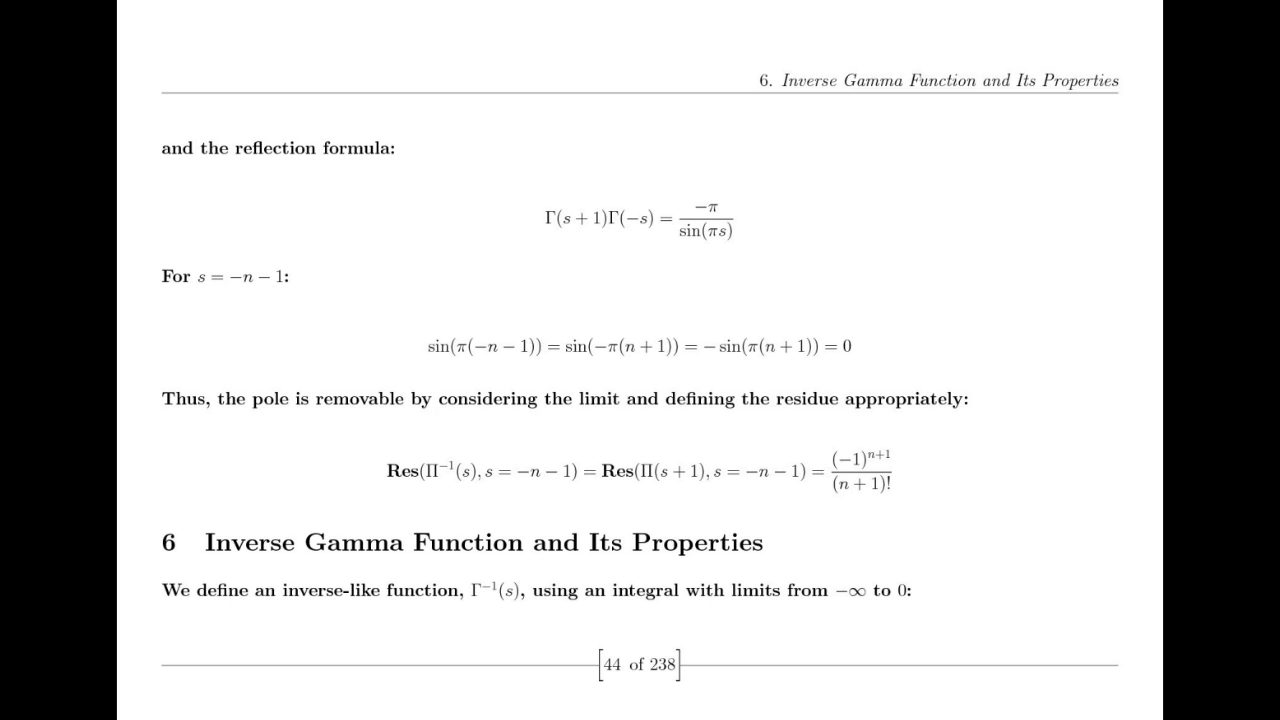 6. Inverse Gamma Function and Its Properties
and the reflection formula:
Γ(s + 1)Γ(−s) = −π / sin(πs)
For s = −n − 1:
sin(π(−n − 1)) = sin(−π(n + 1)) = − sin(π(n + 1)) = 0
Thus, the pole is removable by considering the limit and defining the residue appropriately:
Res(Π⁻¹(s), s = −n − 1) = Res(Π(s + 1), s = −n − 1) = (−1)ⁿ⁺¹ / (n + 1)!
6 Inverse Gamma Function and Its Properties
We define an inverse-like function, Γ⁻¹(s), using an integral with limits from −∞ to 0:
[44 of 238]